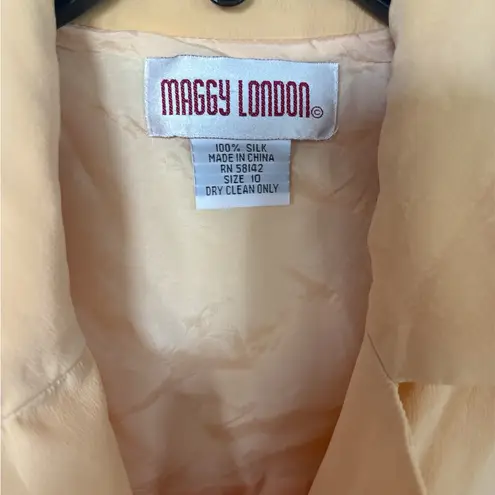 MAGGY LONDON©
100% SILK
MADE IN CHINA
RN 58142
SIZE 10
DRY CLEAN ONLY